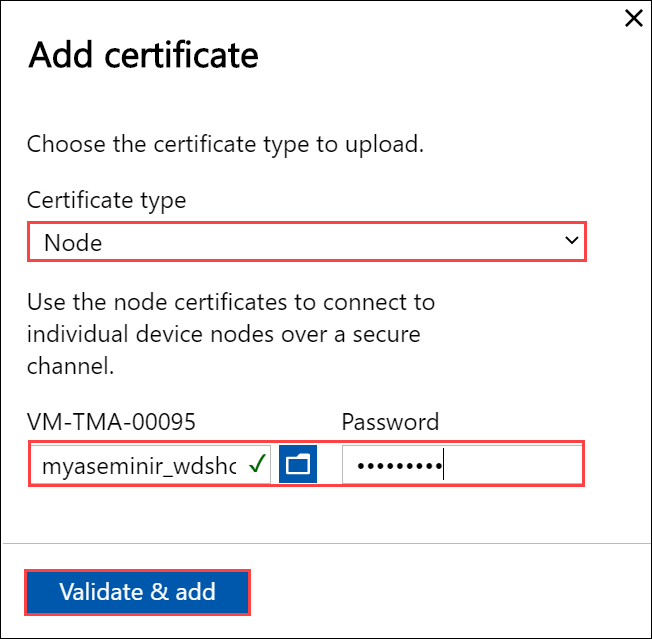 Add certificate
Choose the certificate type to upload.
Certificate type
Node
Use the node certificates to connect to
individual device nodes over a secure
channel.
VM-TMA-00095 Password
myaseminir_wdshc •••••••••
Validate & add